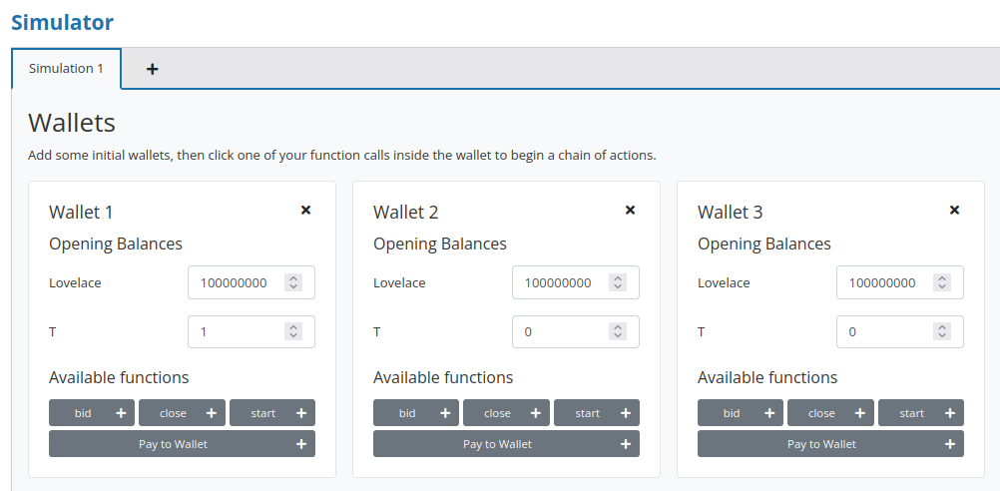 Simulator
Simulation 1 +
Wallets
Add some initial wallets, then click one of your function calls inside the wallet to begin a chain of actions.
Wallet 1 ×
Opening Balances
Lovelace 100000000
T 1
Available functions
bid + close + start +
Pay to Wallet +
Wallet 2 ×
Opening Balances
Lovelace 100000000
T 0
Available functions
bid + close + start +
Pay to Wallet +
Wallet 3 ×
Opening Balances
Lovelace 100000000
T 0
Available functions
bid + close + start +
Pay to Wallet +